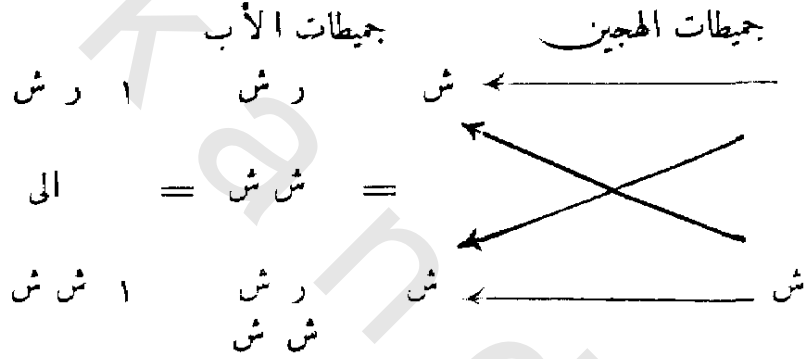 جميطات الهجين جميطات الأب
ش ر ش ١ ر ش
= ش ش = الى
ش ش ر ش ١ ش ش
ش ش